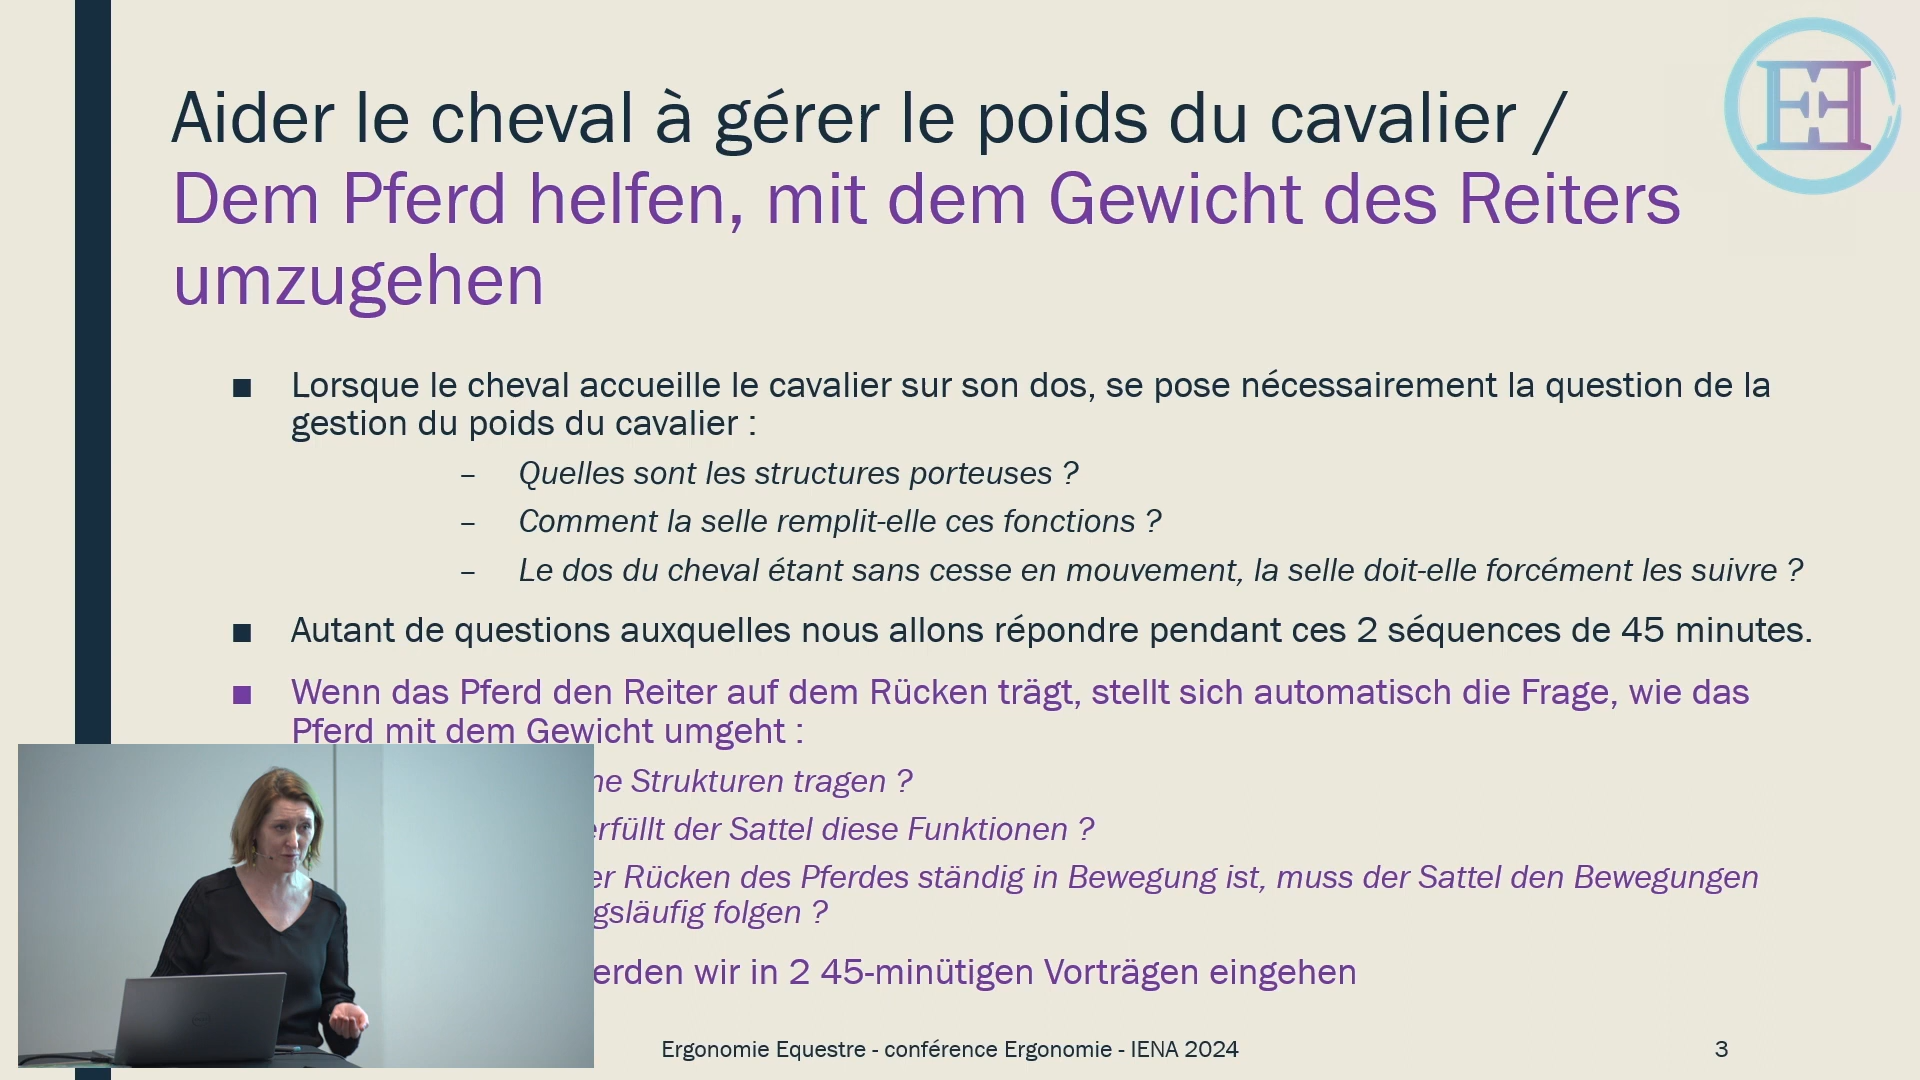 Aider le cheval à gérer le poids du cavalier /
Dem Pferd helfen, mit dem Gewicht des Reiters
umzugehen
■ Lorsque le cheval accueille le cavalier sur son dos, se pose nécessairement la question de la
gestion du poids du cavalier :
– Quelles sont les structures porteuses ?
– Comment la selle remplit-elle ces fonctions ?
– Le dos du cheval étant sans cesse en mouvement, la selle doit-elle forcément les suivre ?
■ Autant de questions auxquelles nous allons répondre pendant ces 2 séquences de 45 minutes.
■ Wenn das Pferd den Reiter auf dem Rücken trägt, stellt sich automatisch die Frage, wie das
Pferd mit dem Gewicht umgeht :
Strukturen tragen ?
erfüllt der Sattel diese Funktionen ?
Rücken des Pferdes ständig in Bewegung ist, muss der Sattel den Bewegungen
folgen ?
wir in 2 45-minütigen Vorträgen eingehen
Ergonomie Equestre - conférence Ergonomie - IENA 2024
3